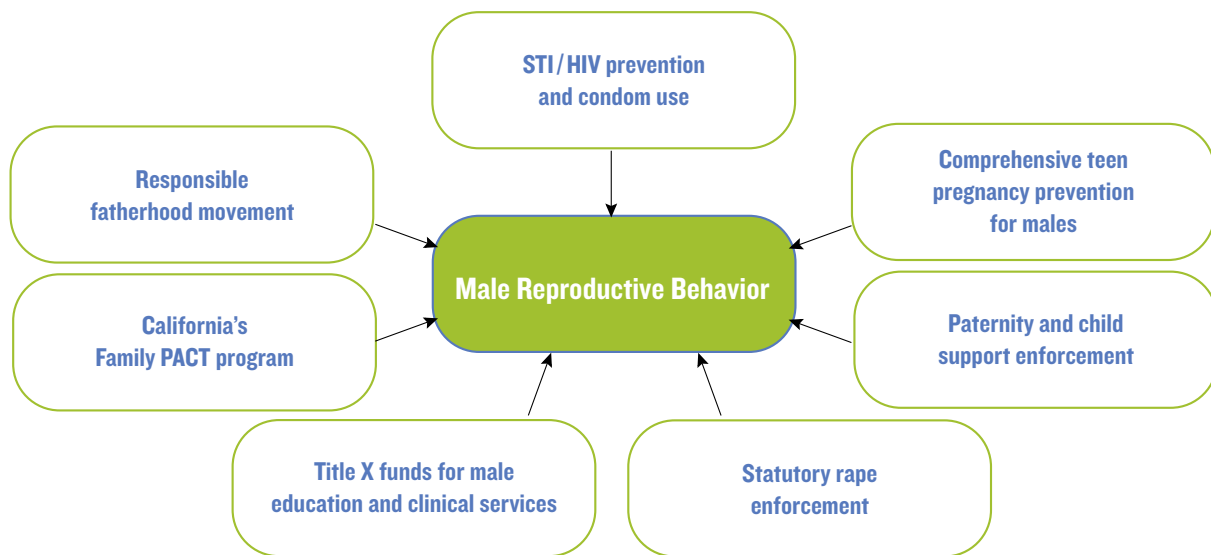 STI / HIV prevention
and condom use
Responsible
fatherhood movement
Comprehensive teen
pregnancy prevention
for males
Male Reproductive Behavior
California’s
Family PACT program
Paternity and child
support enforcement
Title X funds for male
education and clinical services
Statutory rape
enforcement